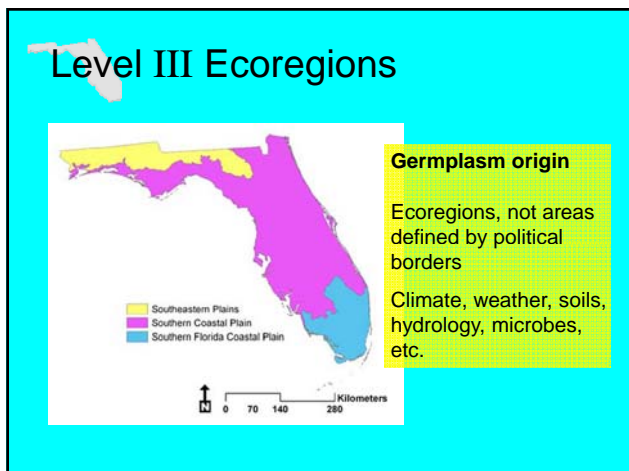 Level III Ecoregions
Germplasm origin
Ecoregions, not areas
defined by political
borders
Climate, weather, soils,
hydrology, microbes,
etc.
Southeastern Plains
Southern Coastal Plain
Southern Florida Coastal Plain
N
Kilometers
0 70 140 280